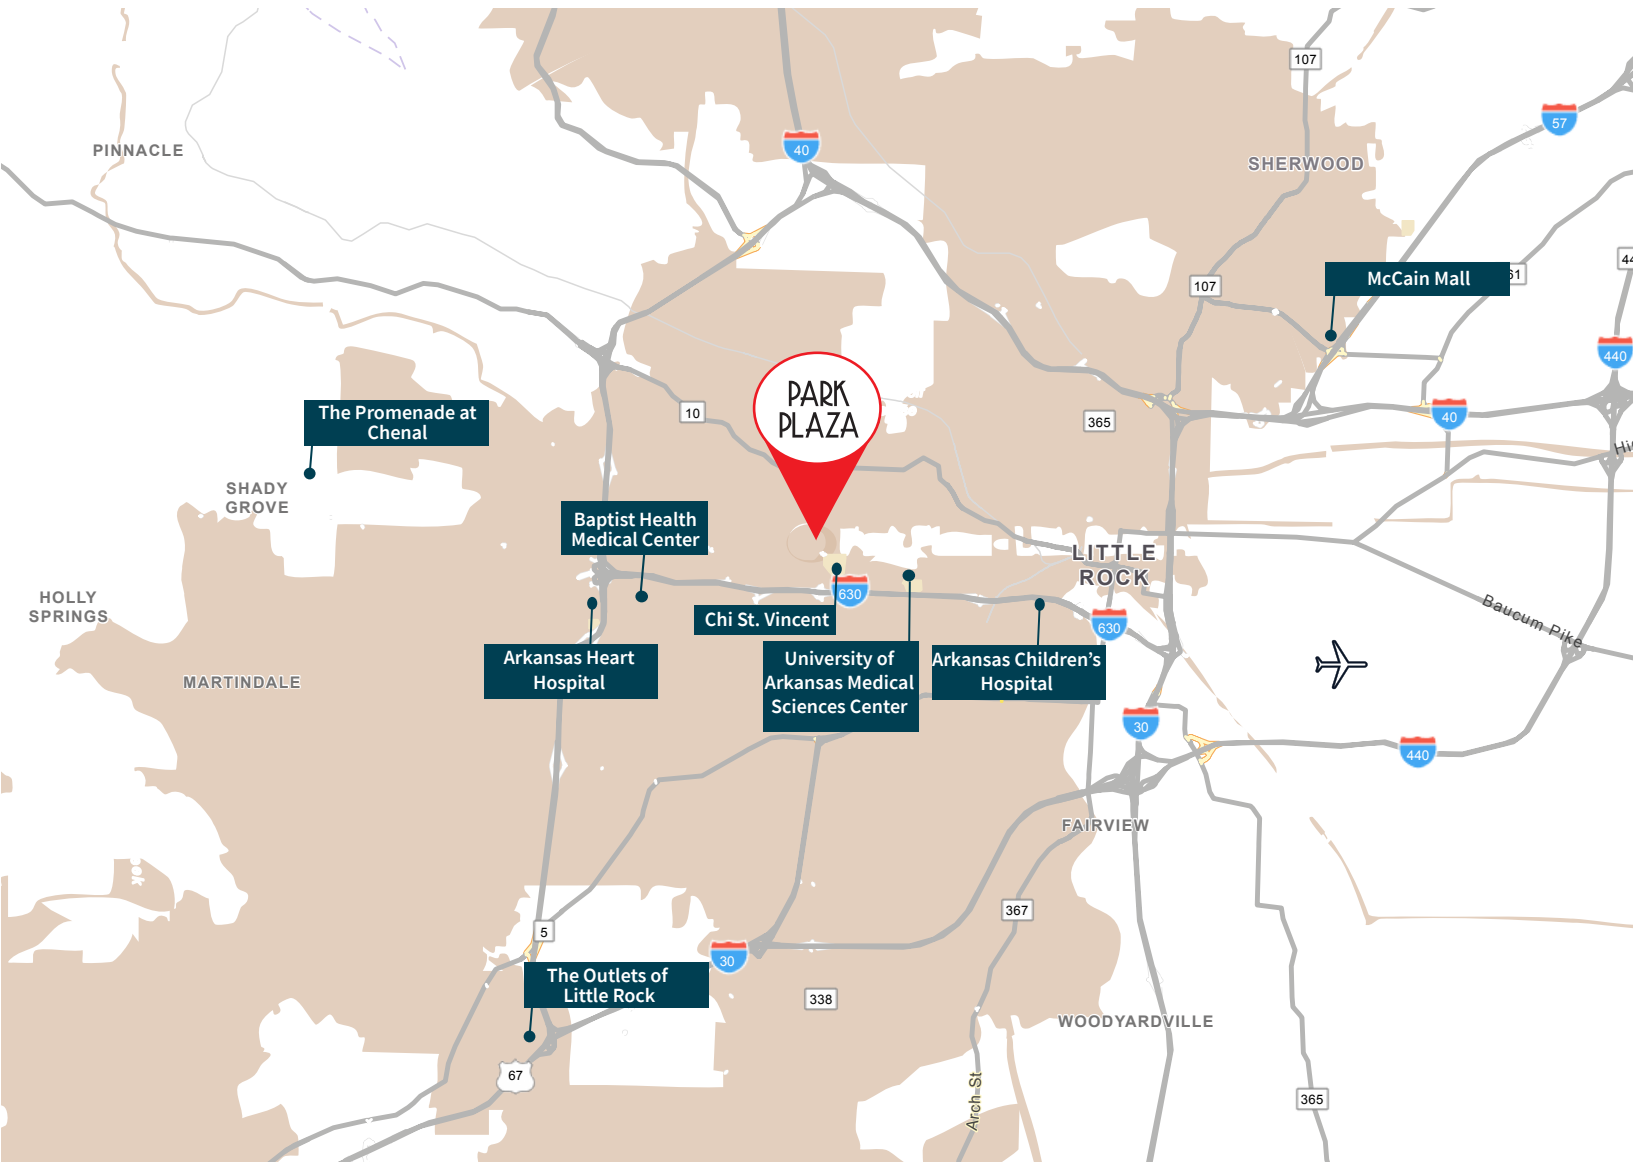 107
57
40
PINNACLE
SHERWOOD
44
61
McCain Mall
107
440
PARK
PLAZA
The Promenade at
Chenal
10
365
40
SHADY
GROVE
Baptist Health
Medical Center
LITTLE
ROCK
630
HOLLY
SPRINGS
Chi St. Vincent
630
Baucum Pike
Arkansas Heart
Hospital
University of
Arkansas Medical
Sciences Center
Arkansas Children’s
Hospital
MARTINDALE
30
440
FAIRVIEW
367
5
30
The Outlets of
Little Rock
338
WOODYARDVILLE
67
Arch St
365